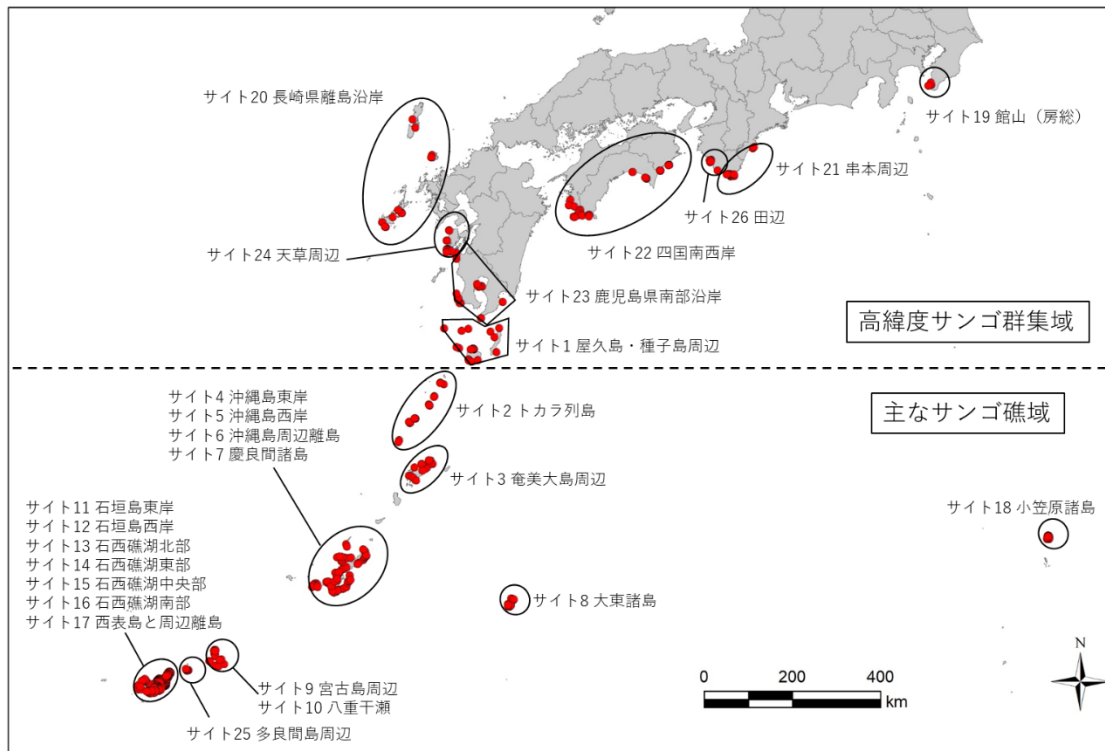 サイト20 長崎県離島沿岸
サイト19 館山（房総）
サイト21 串本周辺
サイト26 田辺
サイト24 天草周辺
サイト22 四国南西岸
サイト23 鹿児島県南部沿岸
高緯度サンゴ群集域
サイト1 屋久島・種子島周辺
サイト4 沖縄島東岸
サイト5 沖縄島西岸
サイト6 沖縄島周辺離島
サイト7 慶良間諸島
サイト2 トカラ列島
主なサンゴ礁域
サイト3 奄美大島周辺
サイト11 石垣島東岸
サイト12 石垣島西岸
サイト13 石西礁湖北部
サイト14 石西礁湖東部
サイト15 石西礁湖中央部
サイト16 石西礁湖南部
サイト17 西表島と周辺離島
サイト18 小笠原諸島
サイト8 大東諸島
サイト9 宮古島周辺
サイト10 八重干瀬
サイト25 多良間島周辺
0 200 400
km
N